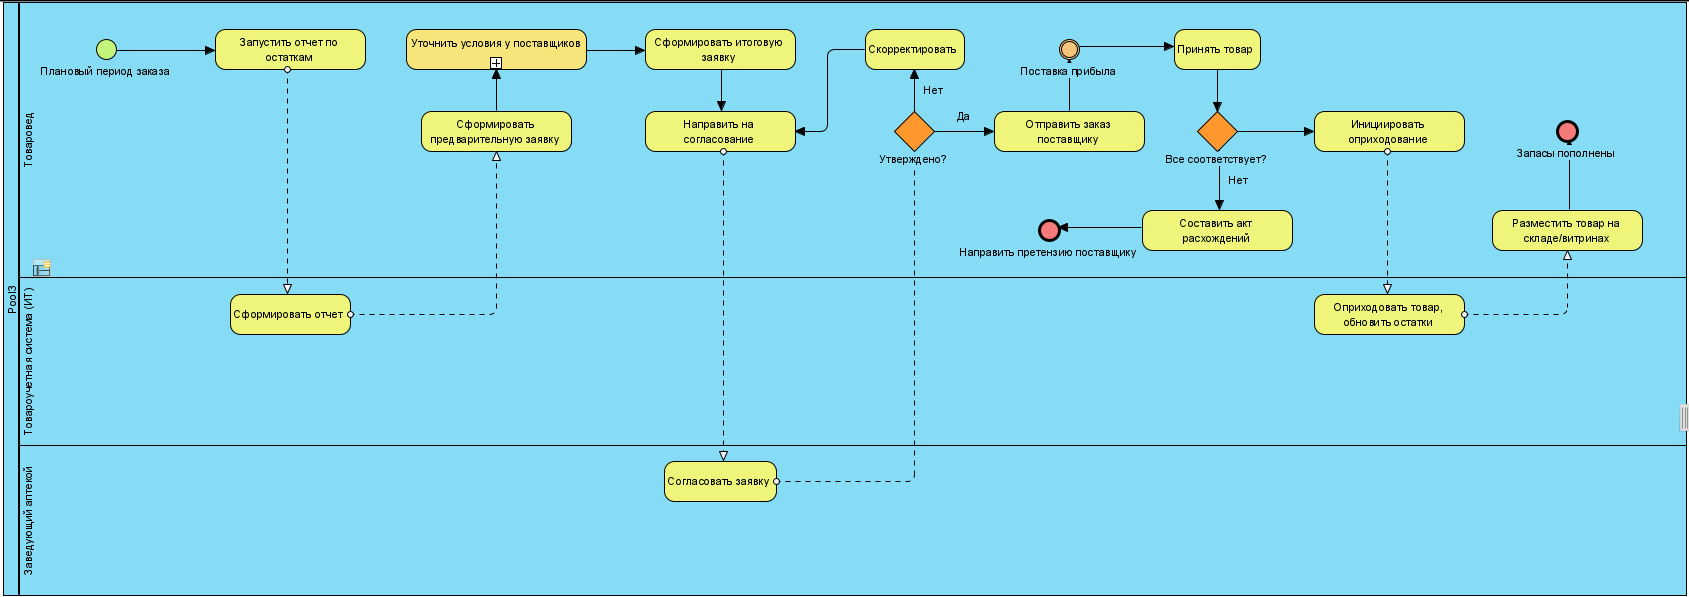 Pool3
Товаровед
Плановый период заказа
Запустить отчет по
остаткам
Уточнить условия у поставщиков
Сформировать
предварительную заявку
Сформировать итоговую
заявку
Направить на
согласование
Скорректировать
Нет
Утверждено?
Да
Отправить заказ
поставщику
Поставка прибыла
Принять товар
Все соответствует?
Нет
Составить акт
расхождений
Направить претензию поставщику
Инициировать
оприходование
Запасы пополнены
Разместить товар на
складе/витринах
Товароучетная система (ИТ)
Сформировать отчет
Оприходовать товар,
обновить остатки
Заведующий аптекой
Согласовать заявку